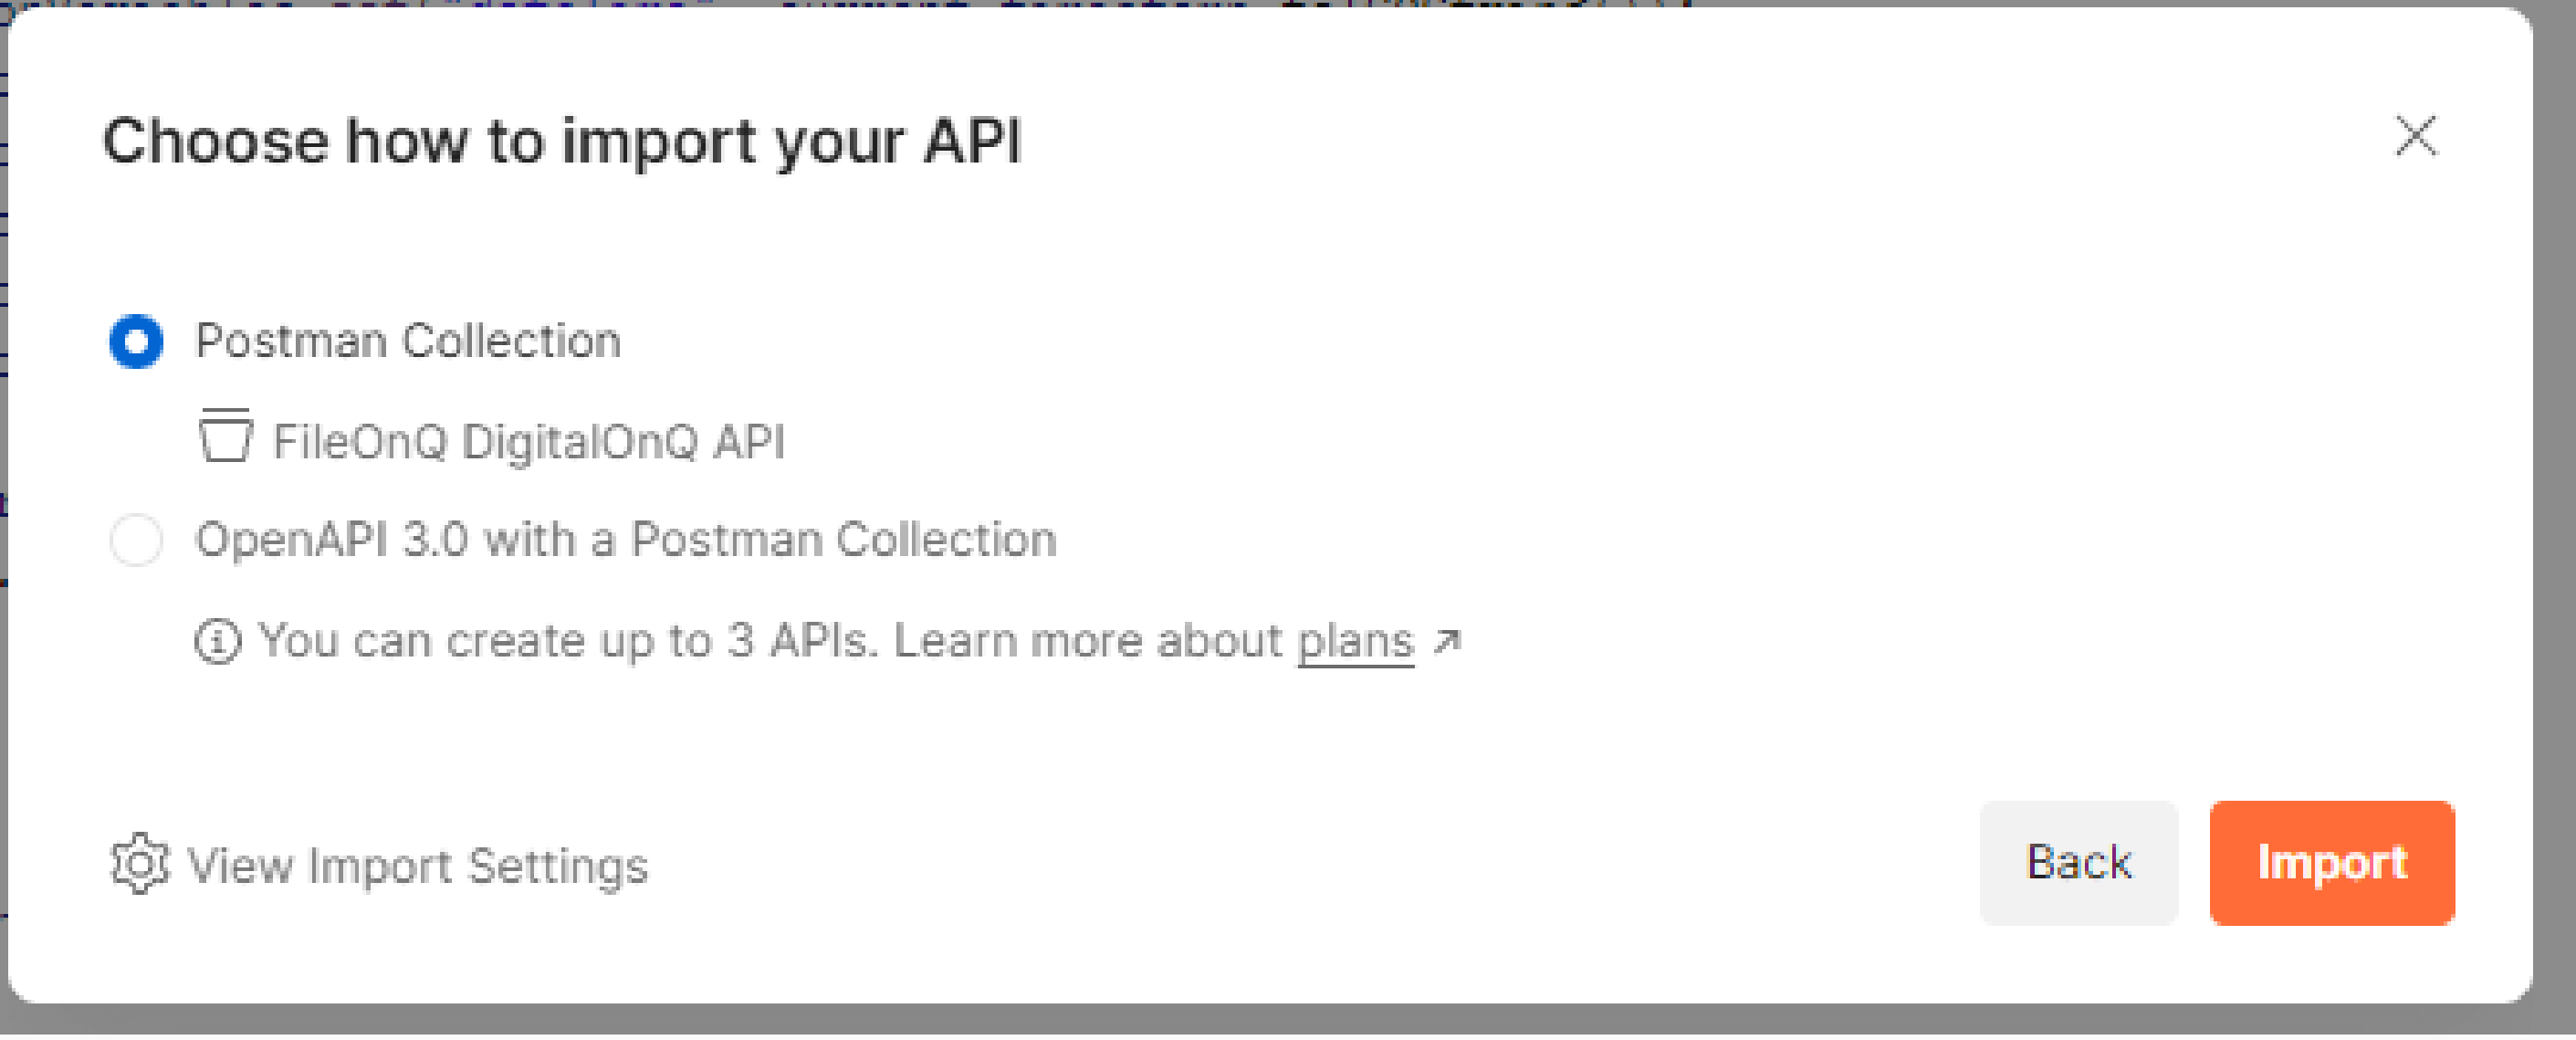 Choose how to import your API
Postman Collection
FileOnQ DigitalOnQ API
OpenAPI 3.0 with a Postman Collection
You can create up to 3 APIs. Learn more about plans ↗
View Import Settings
Back
Import